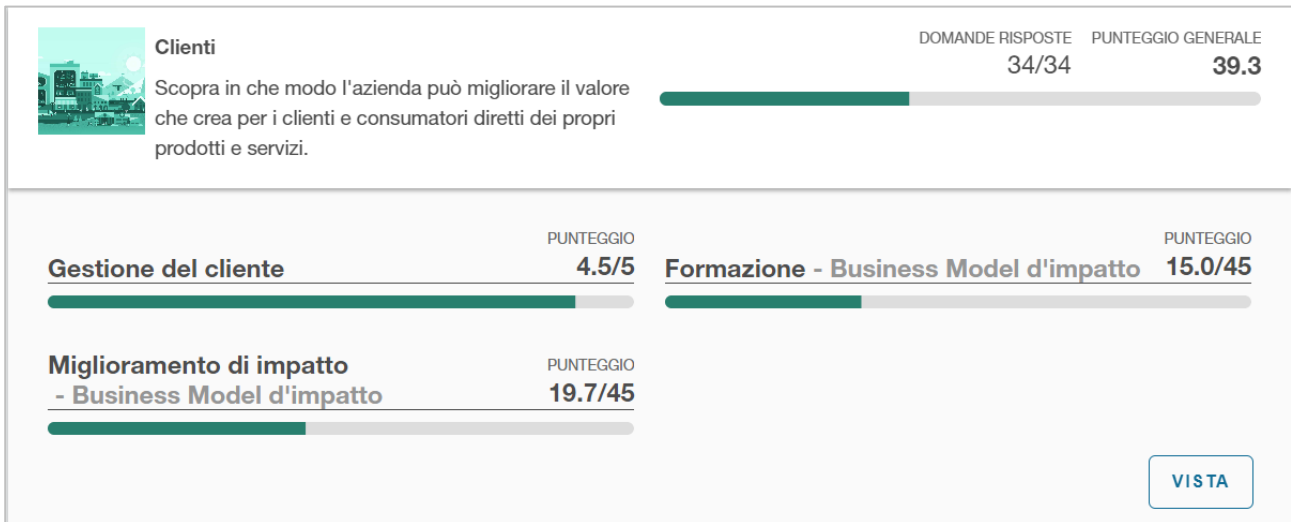 Clienti
Scopra in che modo l'azienda può migliorare il valore
che crea per i clienti e consumatori diretti dei propri
prodotti e servizi.
DOMANDE RISPOSTE PUNTEGGIO GENERALE
34/34 39.3
PUNTEGGIO
Gestione del cliente 4.5/5
PUNTEGGIO
Formazione - Business Model d'impatto 15.0/45
Miglioramento di impatto PUNTEGGIO
- Business Model d'impatto 19.7/45
VISTA